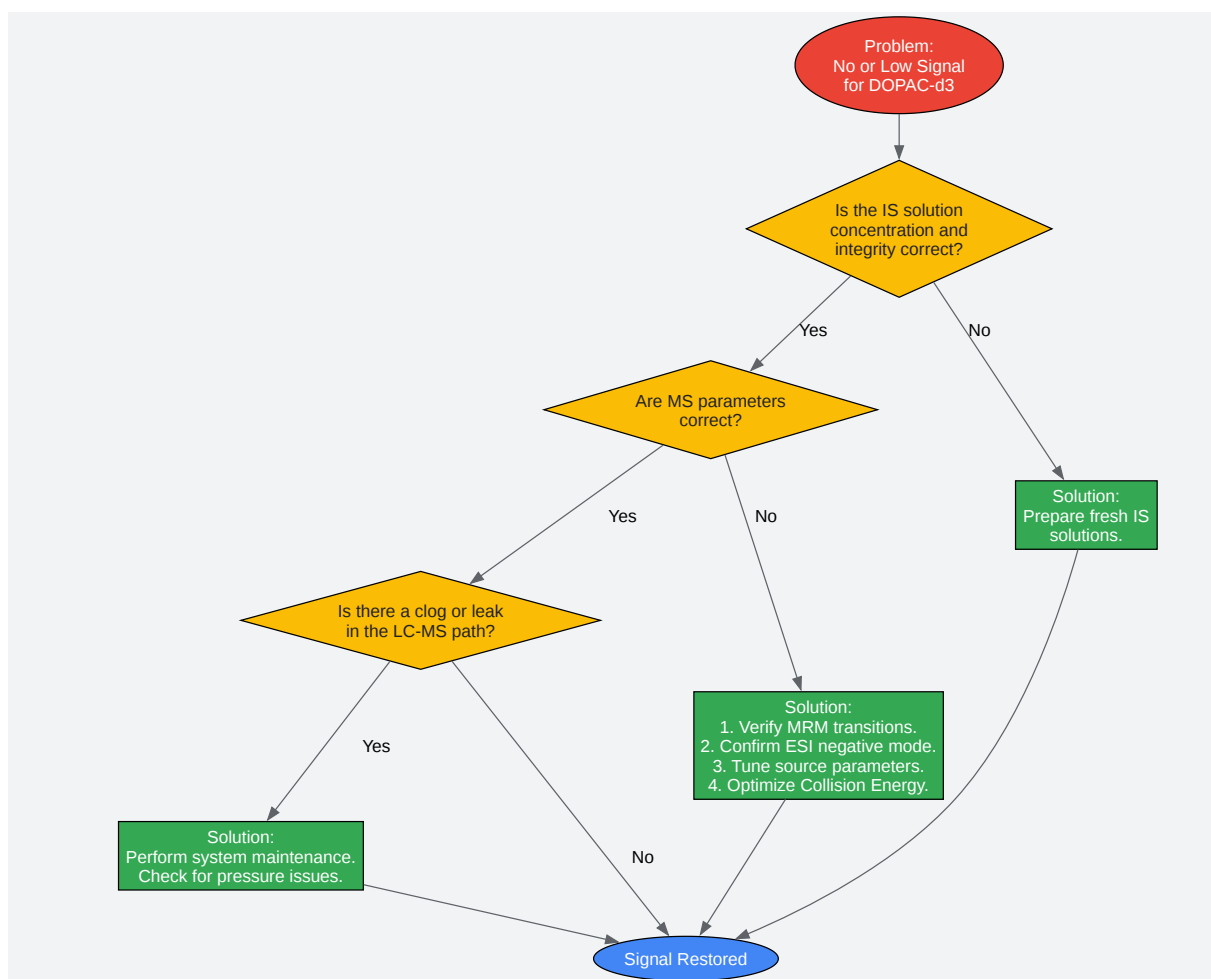 Problem:
No or Low Signal
for DOPAC-d3
Is the IS solution
concentration and
integrity correct?
Yes
No
Are MS parameters
correct?
Yes
No
Solution:
Prepare fresh IS
solutions.
Is there a clog or leak
in the LC-MS path?
Yes
No
Solution:
1. Verify MRM transitions.
2. Confirm ESI negative mode.
3. Tune source parameters.
4. Optimize Collision Energy.
Solution:
Perform system maintenance.
Check for pressure issues.
Signal Restored